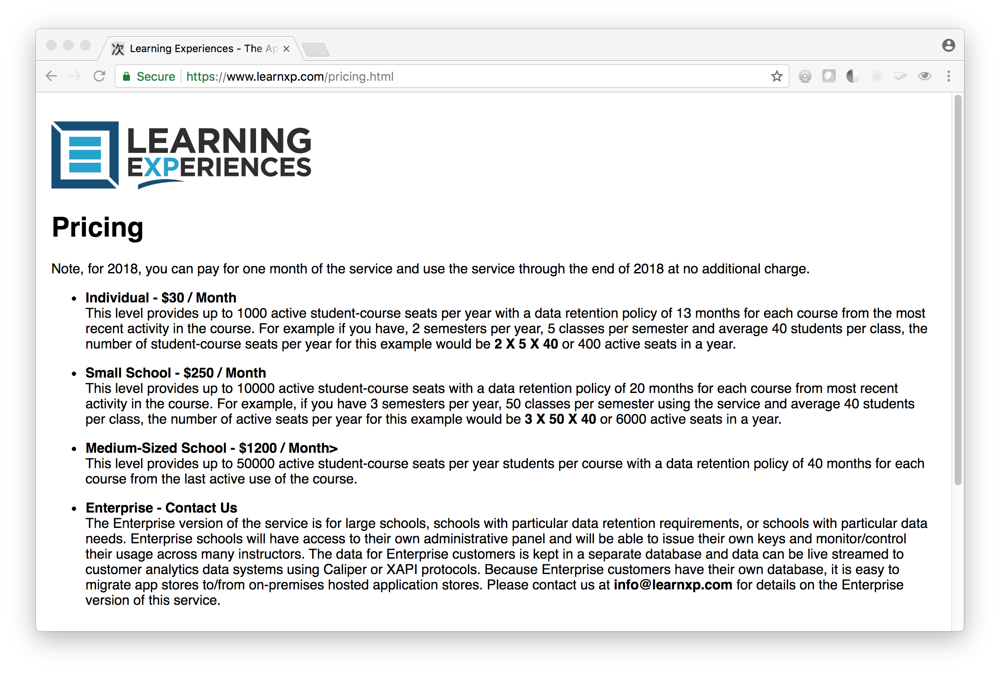 次 Learning Experiences - The Ap
Secure https://www.learnxp.com/pricing.html
LEARNING
EXPERIENCES
Pricing
Note, for 2018, you can pay for one month of the service and use the service through the end of 2018 at no additional charge.
• Individual - $30 / Month
This level provides up to 1000 active student-course seats per year with a data retention policy of 13 months for each course from the most
recent activity in the course. For example if you have, 2 semesters per year, 5 classes per semester and average 40 students per class, the
number of student-course seats per year for this example would be 2 X 5 X 40 or 400 active seats in a year.
• Small School - $250 / Month
This level provides up to 10000 active student-course seats with a data retention policy of 20 months for each course from most recent
activity in the course. For example, if you have 3 semesters per year, 50 classes per semester using the service and average 40 students
per class, the number of active seats per year for this example would be 3 X 50 X 40 or 6000 active seats in a year.
• Medium-Sized School - $1200 / Month>
This level provides up to 50000 active student-course seats per year students per course with a data retention policy of 40 months for each
course from the last active use of the course.
• Enterprise - Contact Us
The Enterprise version of the service is for large schools, schools with particular data retention requirements, or schools with particular data
needs. Enterprise schools will have access to their own administrative panel and will be able to issue their own keys and monitor/control
their usage across many instructors. The data for Enterprise customers is kept in a separate database and data can be live streamed to
customer analytics data systems using Caliper or XAPI protocols. Because Enterprise customers have their own database, it is easy to
migrate app stores to/from on-premises hosted application stores. Please contact us at info@learnxp.com for details on the Enterprise
version of this service.